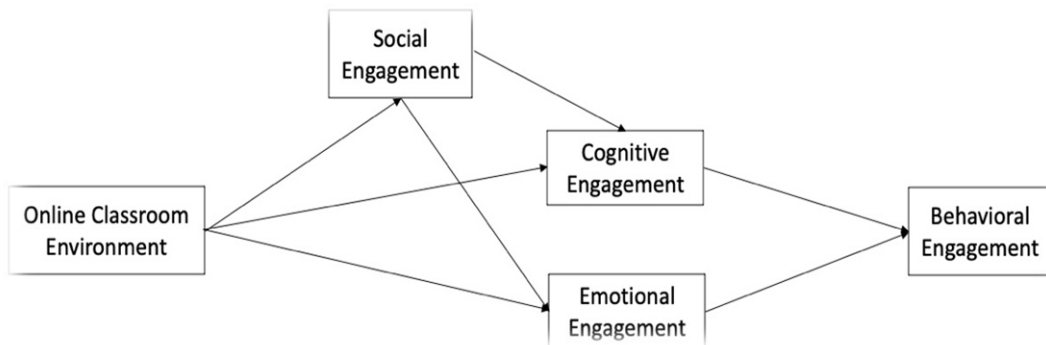 Social
Engagement
Cognitive
Engagement
Online Classroom
Environment
Behavioral
Engagement
Emotional
Engagement